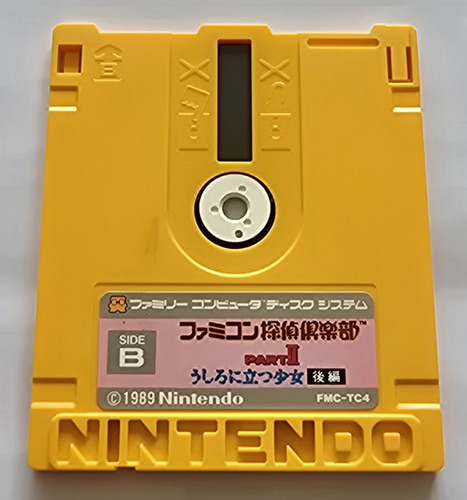 ファミリー コンピュータ ディスク システム
SIDE
B
ファミコン探偵倶楽部™
PART II
うしろに立つ少女 後編
©1989 Nintendo FMC-TC4
NINTENDO